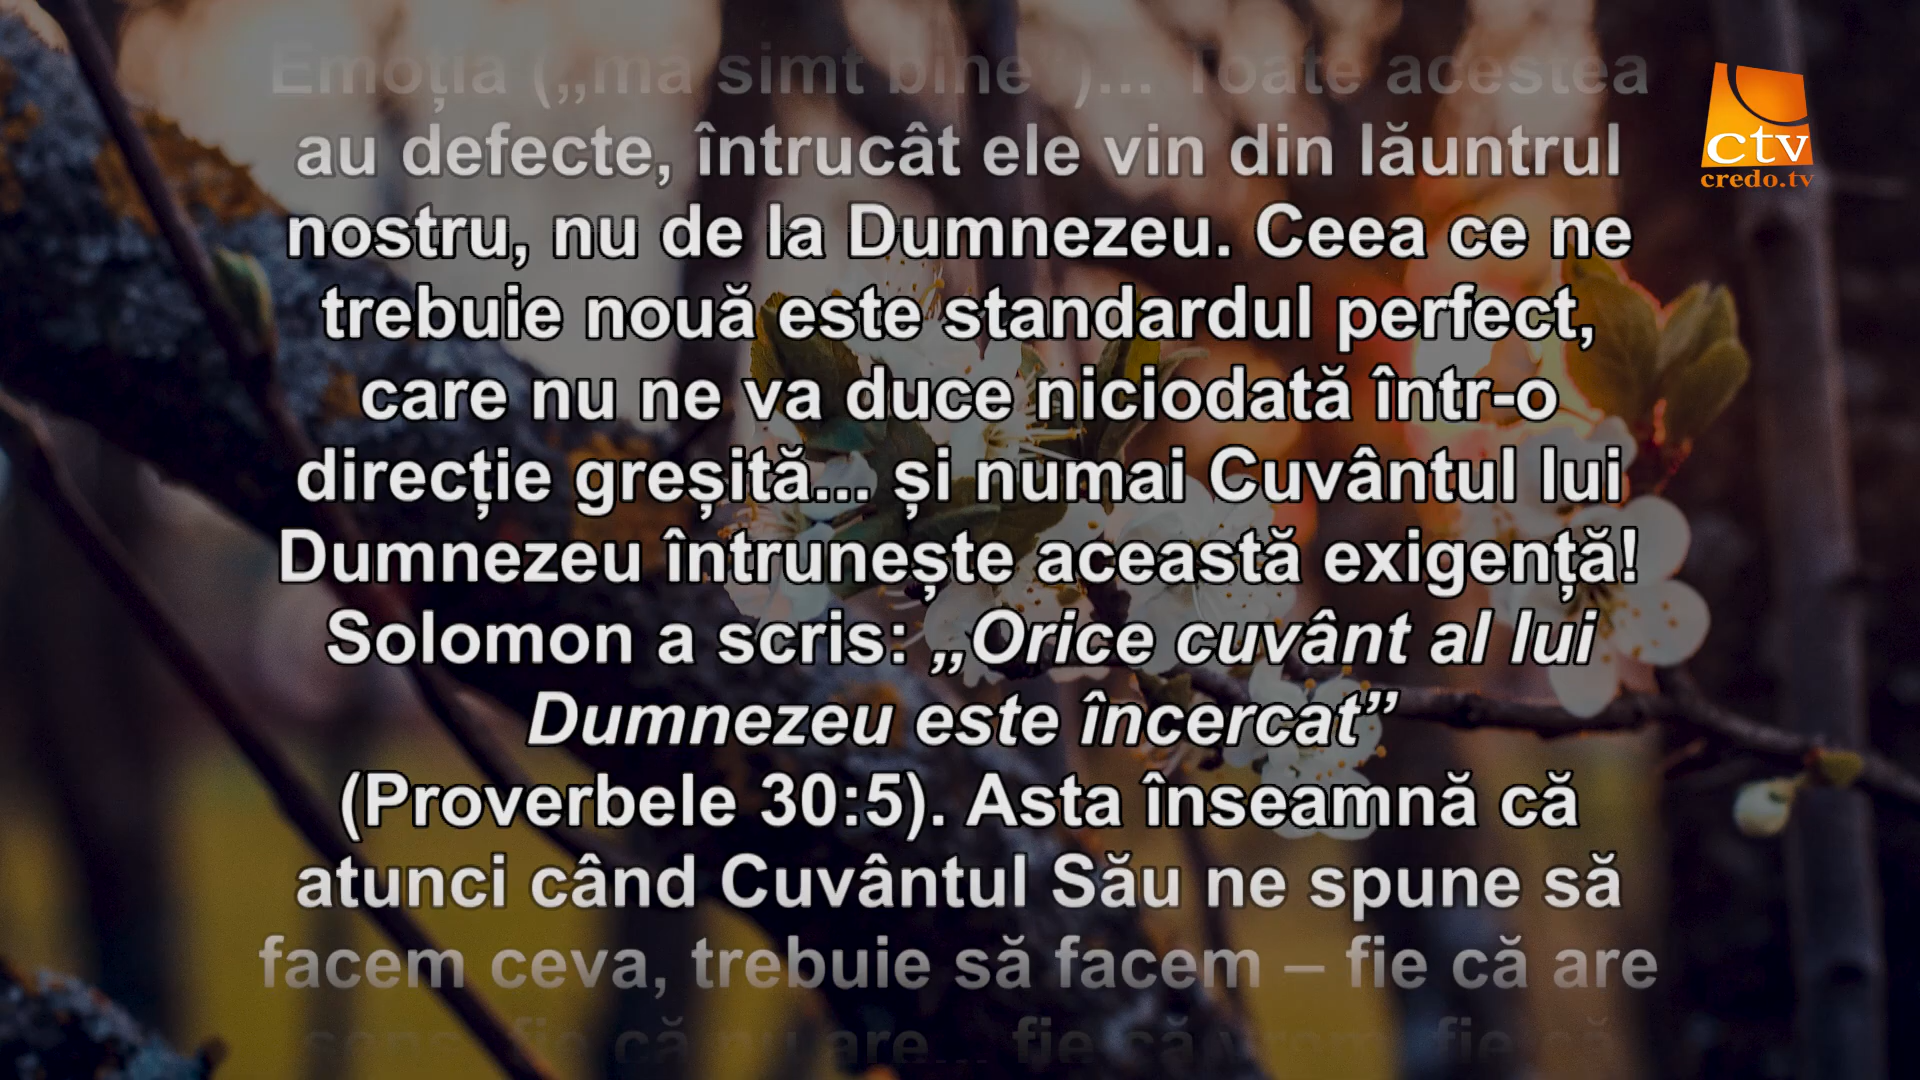 Emoția („mă simt bine”)... Toate acestea
au defecte, întrucât ele vin din lăuntrul
nostru, nu de la Dumnezeu. Ceea ce ne
trebuie nouă este standardul perfect,
care nu ne va duce niciodată într-o
direcție greșită... și numai Cuvântul lui
Dumnezeu întrunește această exigență!
Solomon a scris: „Orice cuvânt al lui
Dumnezeu este încercat”
(Proverbele 30:5). Asta înseamnă că
atunci când Cuvântul Său ne spune să
facem ceva, trebuie să facem – fie că are
sens, fie că nu are... fie că vrem, fie că
ctv
credo.tv